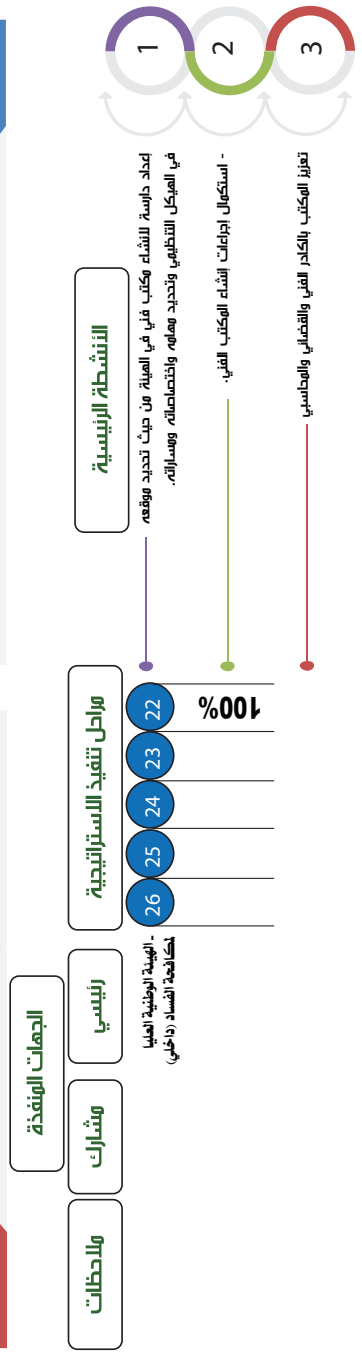 الأنشطة الرئيسية
مراحل تنفيذ الاستراتيجية
الجهات المنفذة
رئيسي
مشارك
ملاحظات
1
إعداد دارسة لانشاء مكتب فني في الهيئة من حيث تحديد موقعه
في الهيكل التنظيمي وتحديد مهامه واختصاصاته ومساراته.
2
- استكمال إجراءات إنشاء المكتب الفني.
3
تعزيز المكتب بالكادر الفني والقضائي والمحاسبي
22
23
24
25
26
100%
- الهيئة الوطنية العليا
لمكافحة الفساد (داخلي)